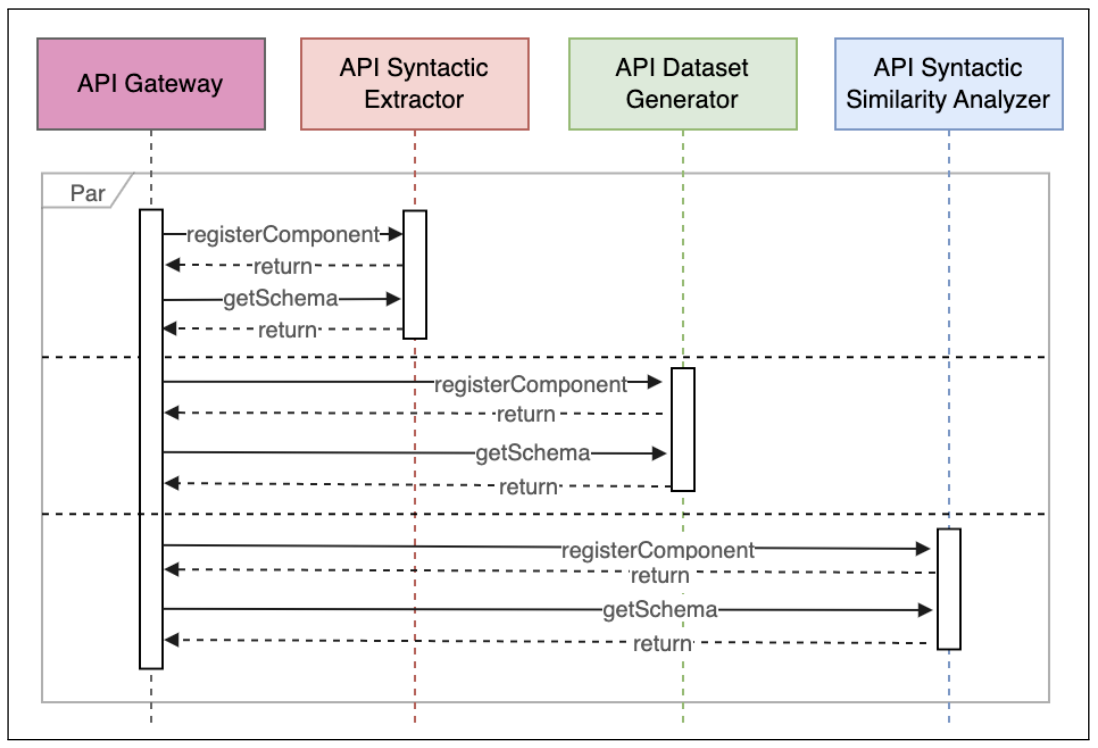 API Gateway
API Syntactic
Extractor
API Dataset
Generator
API Syntactic
Similarity Analyzer
Par
registerComponent
return
getSchema
return
registerComponent
return
getSchema
return
registerComponent
return
getSchema
return